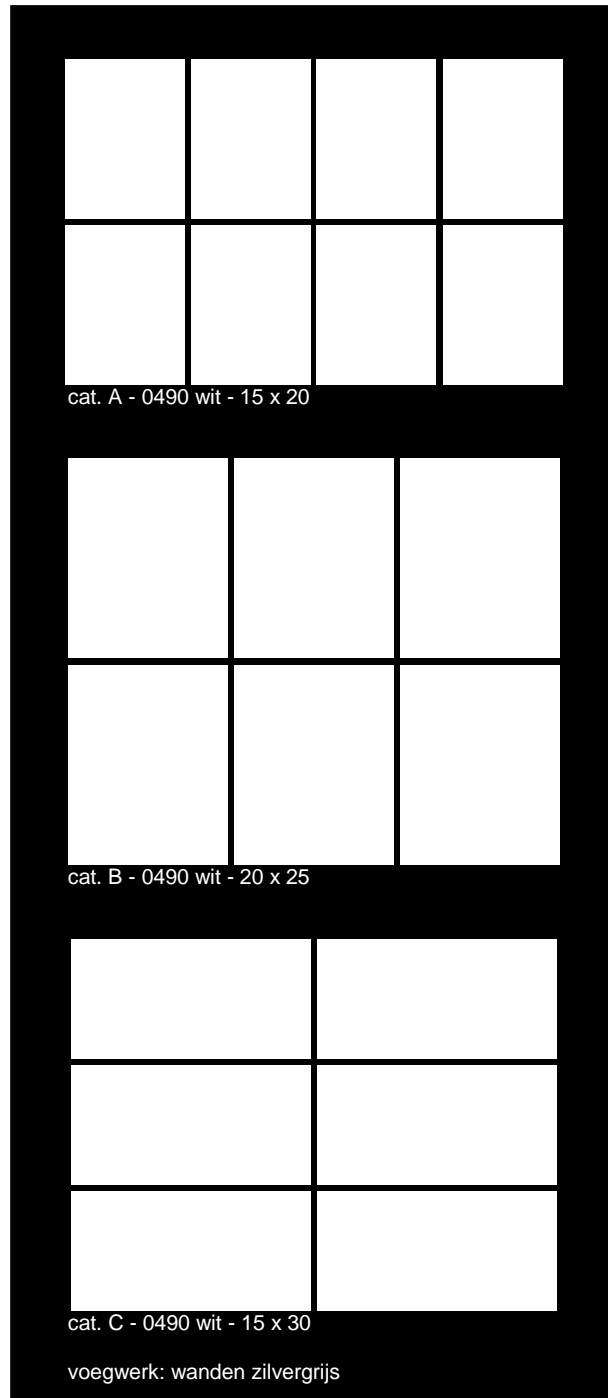 cat. A - 0490 wit - 15 x 20
cat. B - 0490 wit - 20 x 25
cat. C - 0490 wit - 15 x 30
voegwerk: wanden zilvergrijs